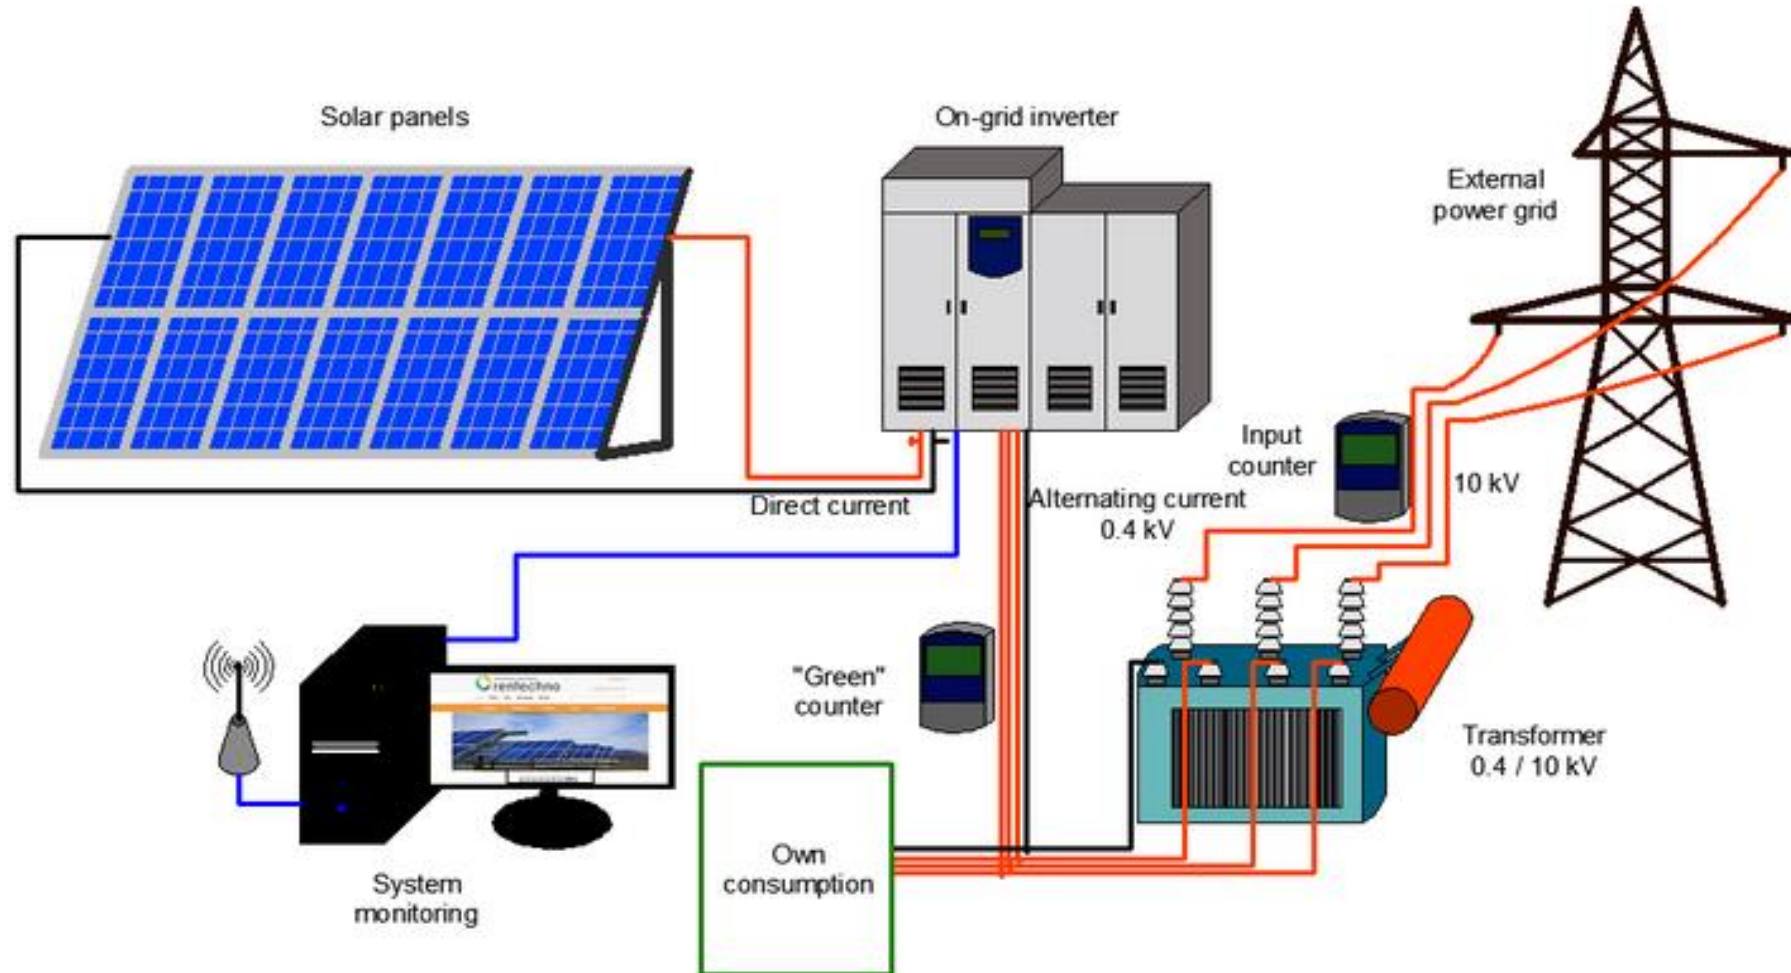 Solar panels
On-grid inverter
External
power grid
Input
counter
10 kV
Direct current
Alternating current
0.4 kV
"Green"
counter
rentechno
Transformer
0.4 / 10 kV
Own
consumption
System
monitoring